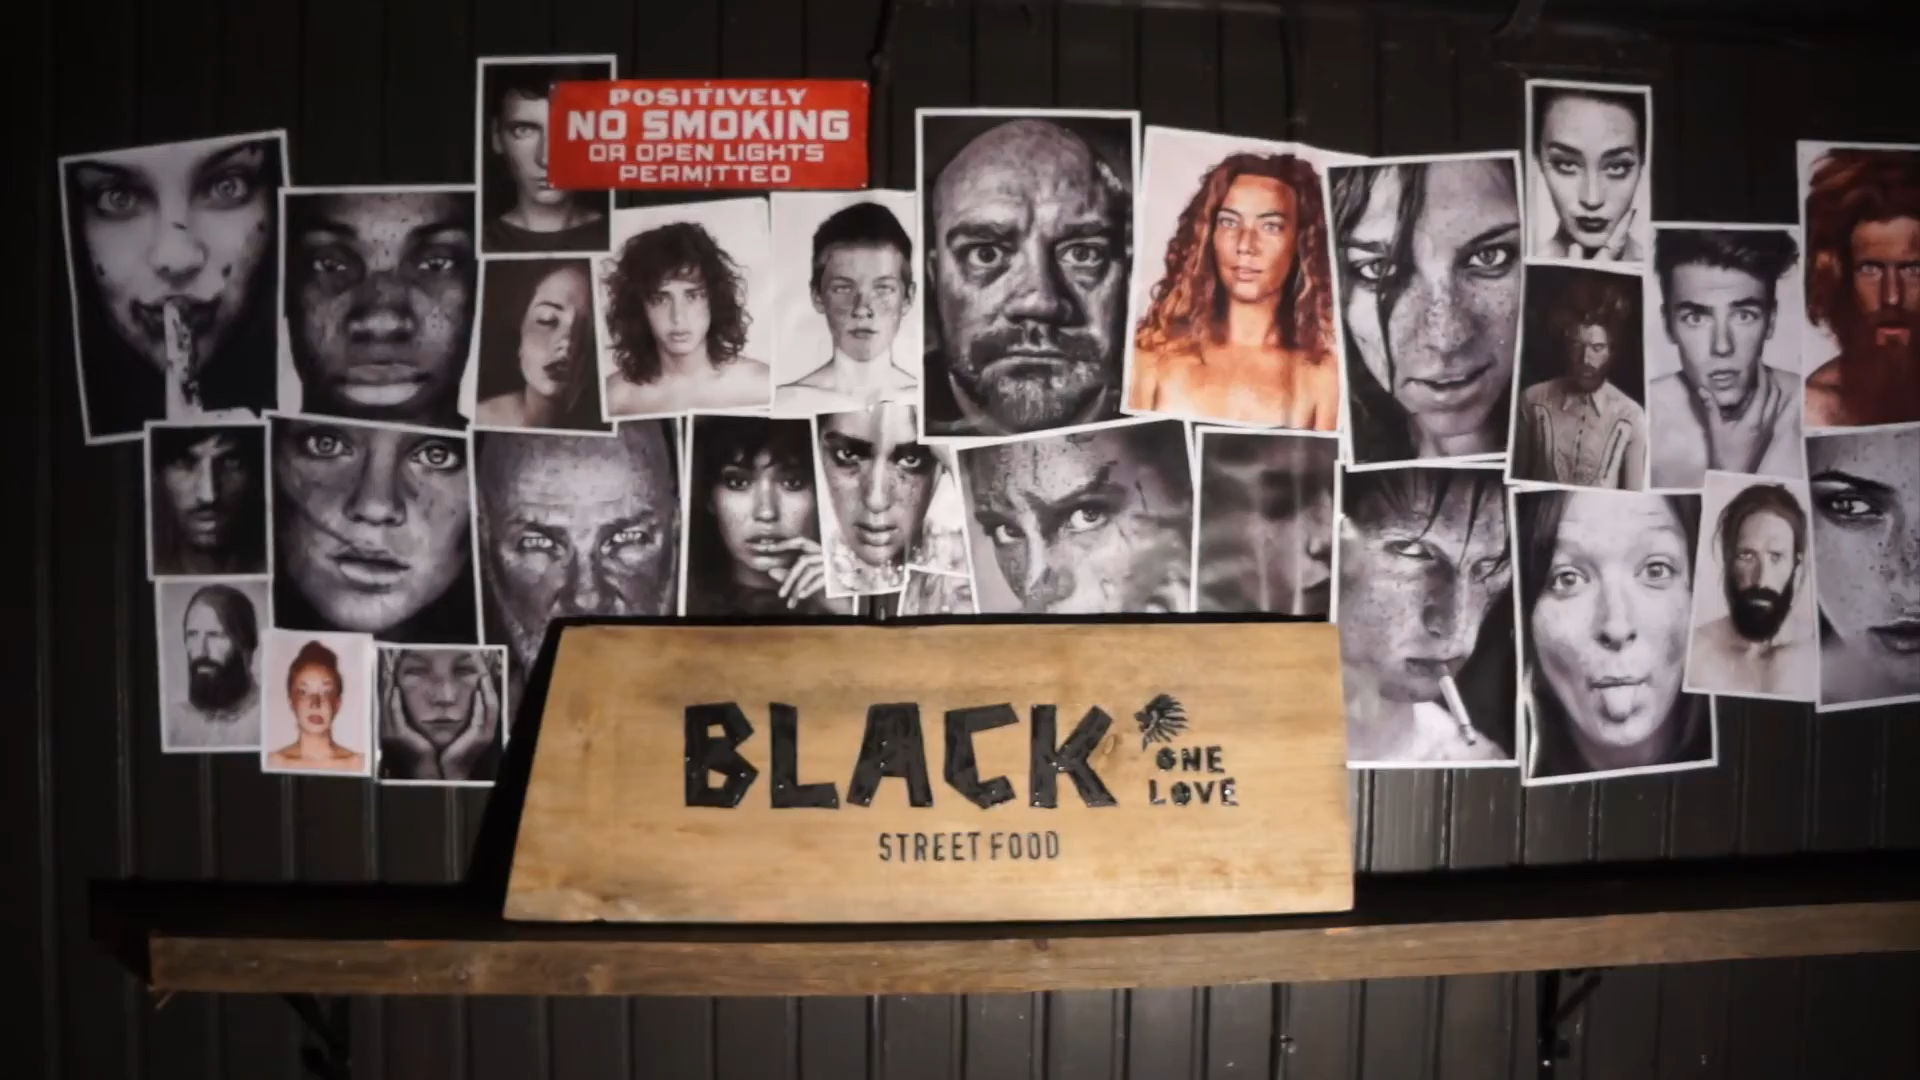 POSITIVELY
NO SMOKING
OR OPEN LIGHTS
PERMITTED
BLACK
ONE
LOVE
STREET FOOD